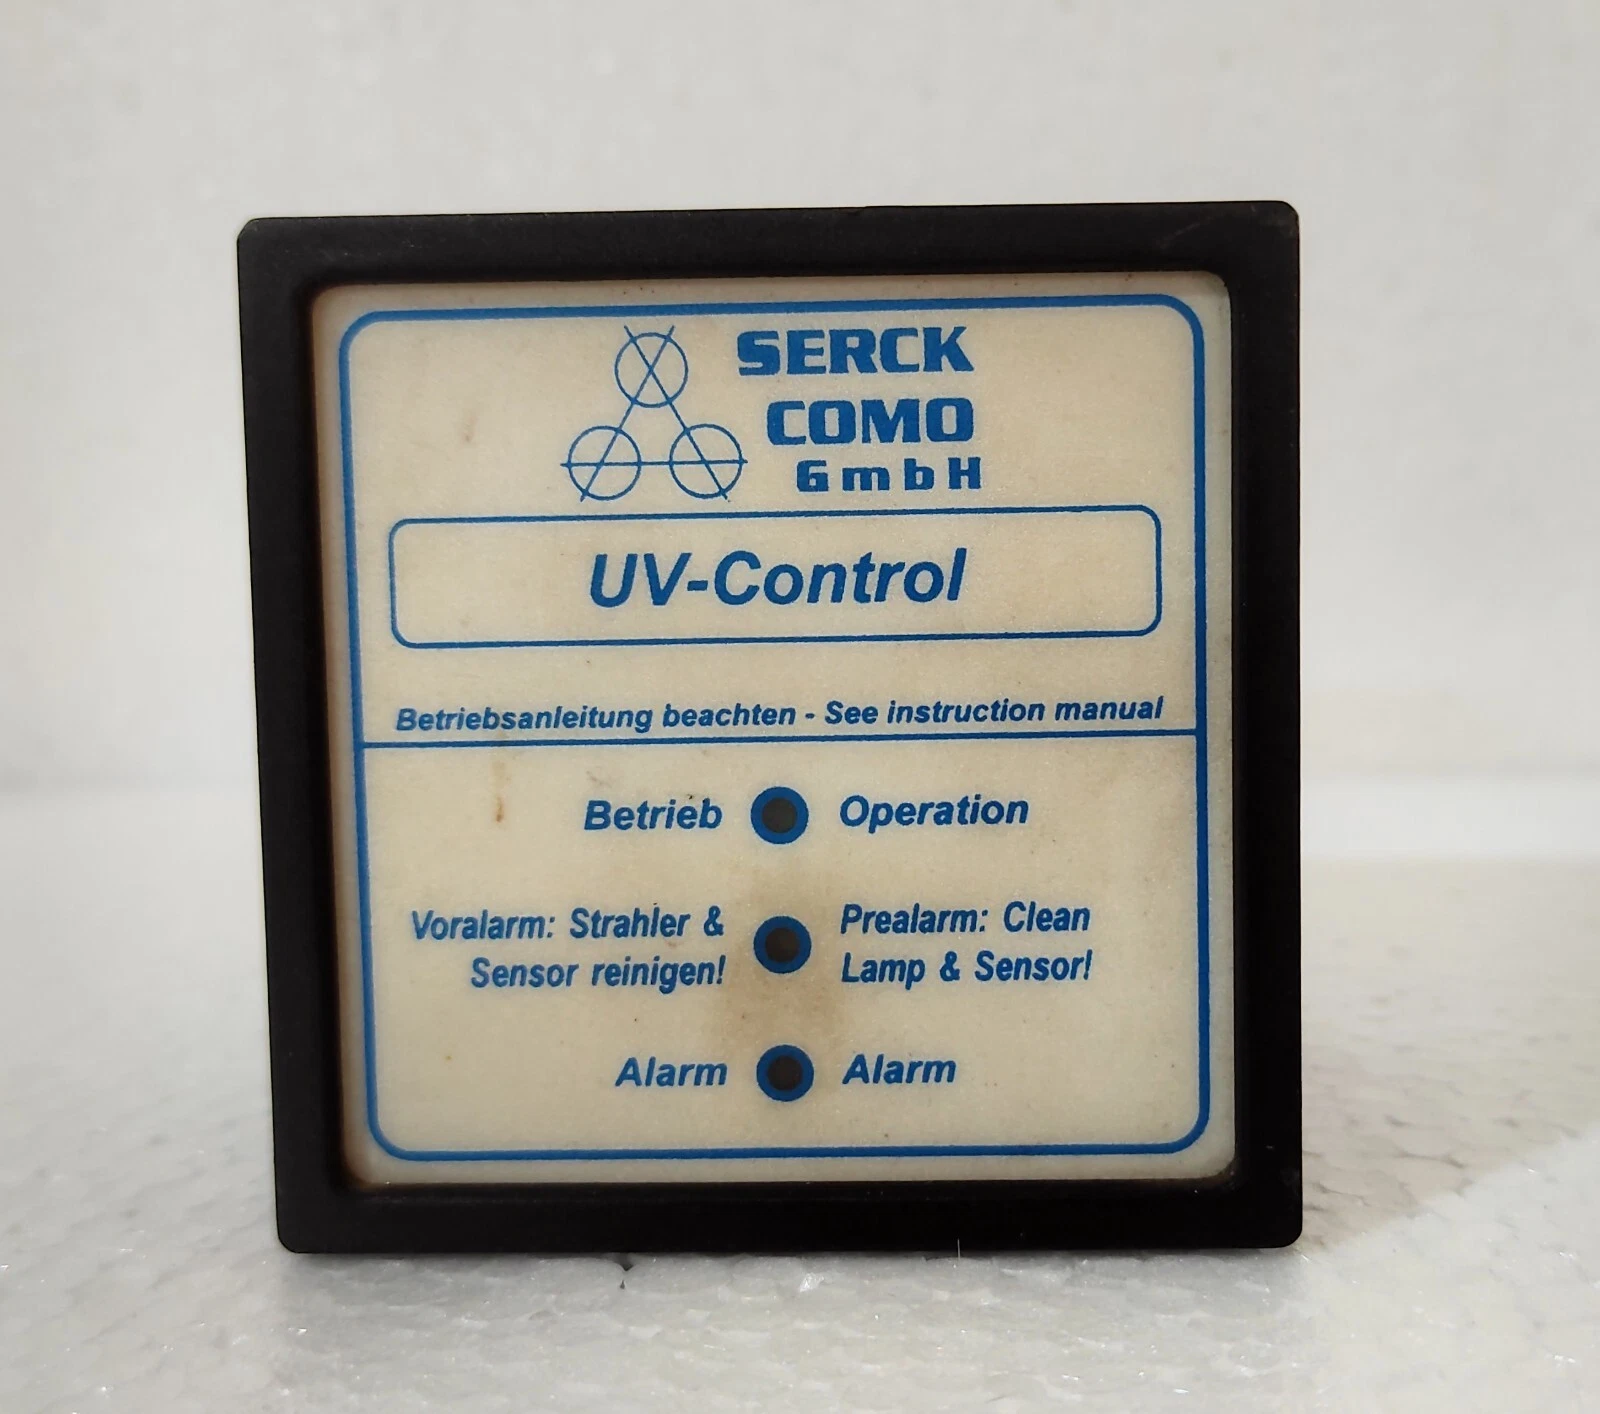 SERCK
COMO
GmbH
UV-Control
Betriebsanleitung beachten - See instruction manual
Betrieb Operation
Voralarm: Strahler & Prealarm: Clean
Sensor reinigen! Lamp & Sensor!
Alarm Alarm